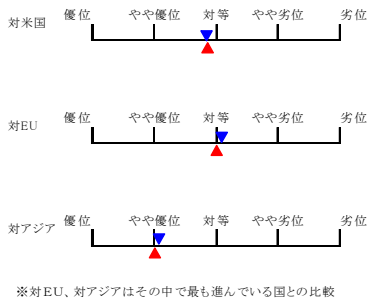 優位 やや優位 対等 やや劣位 劣位
対米国
優位 やや優位 対等 やや劣位 劣位
対EU
優位 やや優位 対等 やや劣位 劣位
対アジア
※対EU、対アジアはその中で最も進んでいる国との比較